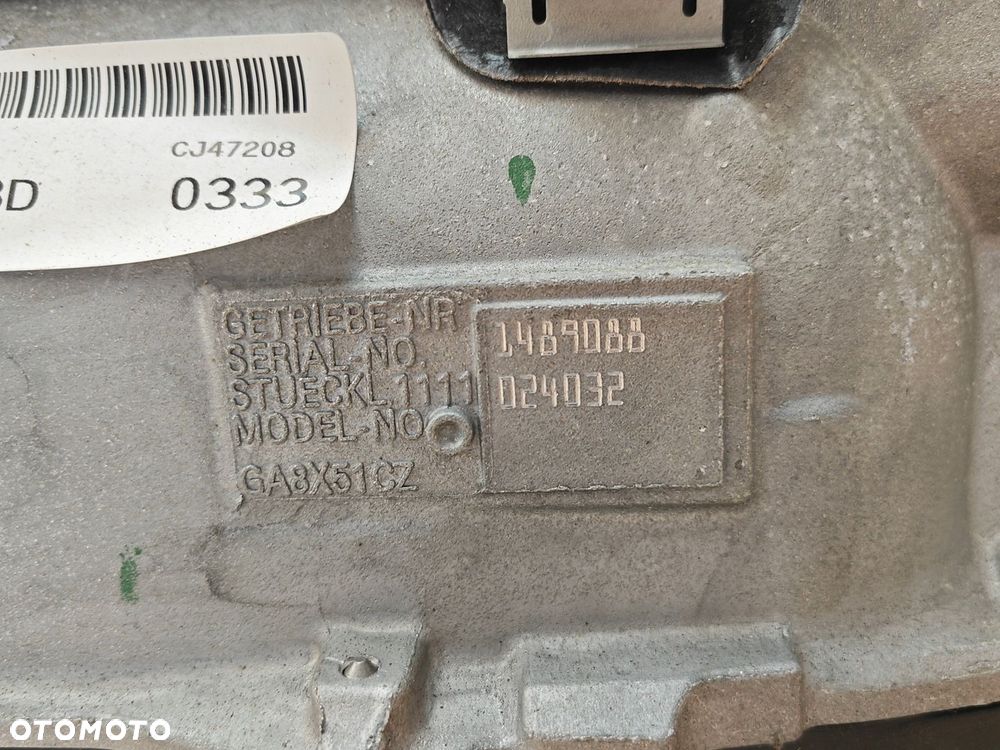 CJ47208
3D 0333
GETRIEBE-NR 1489088
SERIAL-NO.
STUECKL.1111 024032
MODEL-NO
GA8X51CZ
OTOMOTO